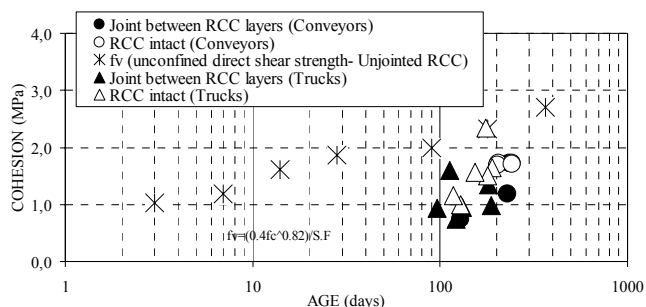 4,0
● Joint between RCC layers (Conveyors)
○ RCC intact (Conveyors)
fv (unconfined direct shear strength- Unjointed RCC)
▲ Joint between RCC layers (Trucks)
△ RCC intact (Trucks)
3,0
2,0
1,0
0,0
COHESION (MPa)
fv=(0.4fc^0.82)/S.F
1 10 100 1000
AGE (days)